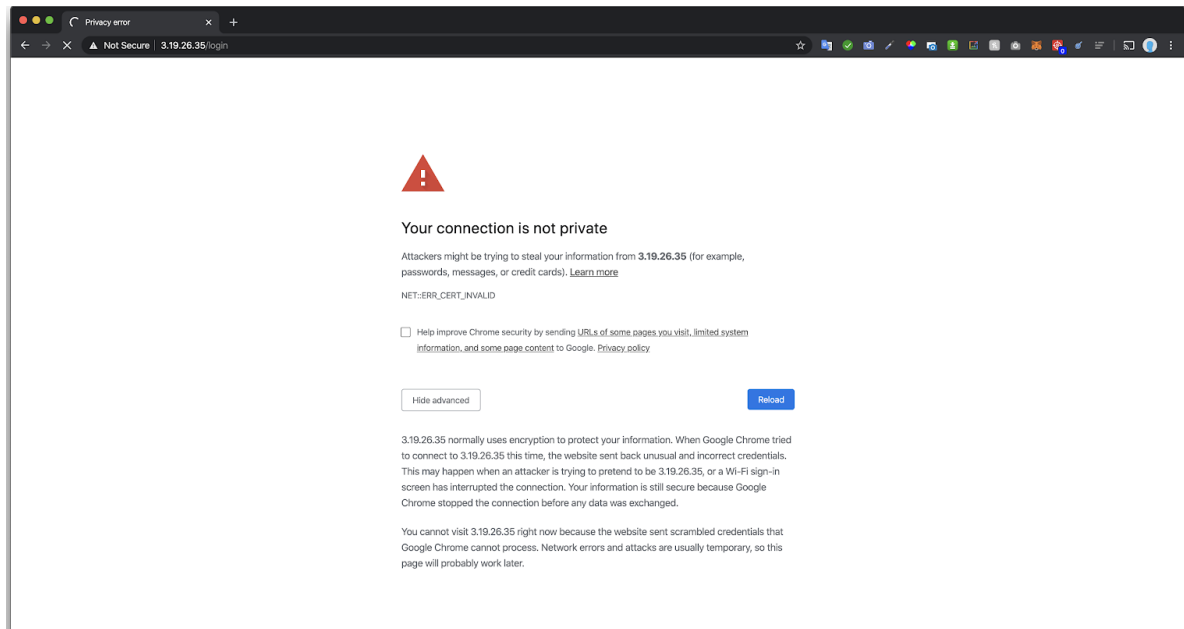 Privacy error
Not Secure | 3.19.26.35/login
Your connection is not private
Attackers might be trying to steal your information from 3.19.26.35 (for example,
passwords, messages, or credit cards). Learn more
NET::ERR_CERT_INVALID
Help improve Chrome security by sending URLs of some pages you visit, limited system
information, and some page content to Google. Privacy policy
Hide advanced
Reload
3.19.26.35 normally uses encryption to protect your information. When Google Chrome tried
to connect to 3.19.26.35 this time, the website sent back unusual and incorrect credentials.
This may happen when an attacker is trying to pretend to be 3.19.26.35, or a Wi-Fi sign-in
screen has interrupted the connection. Your information is still secure because Google
Chrome stopped the connection before any data was exchanged.
You cannot visit 3.19.26.35 right now because the website sent scrambled credentials that
Google Chrome cannot process. Network errors and attacks are usually temporary, so this
page will probably work later.